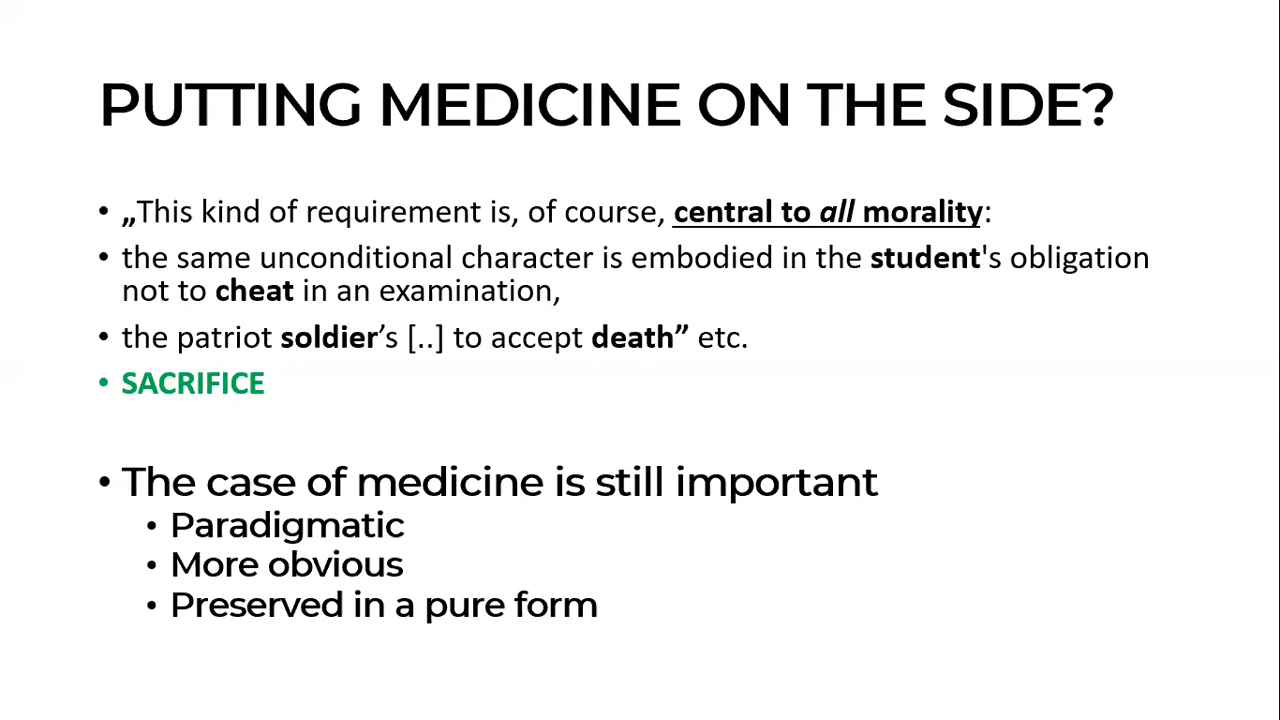 PUTTING MEDICINE ON THE SIDE?
• „This kind of requirement is, of course, central to all morality:
• the same unconditional character is embodied in the student's obligation
not to cheat in an examination,
• the patriot soldier’s [..] to accept death” etc.
• SACRIFICE
• The case of medicine is still important
• Paradigmatic
• More obvious
• Preserved in a pure form